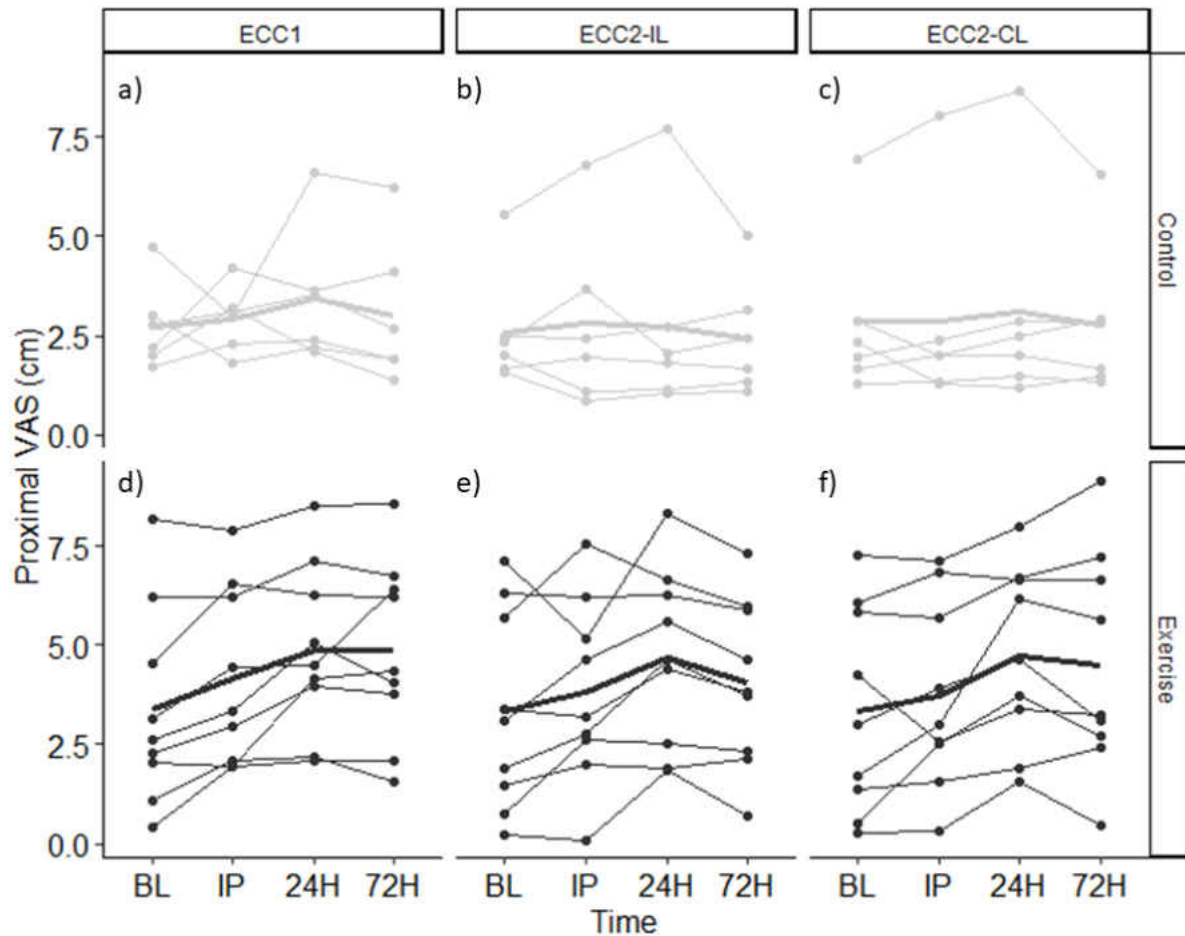 ECC1 ECC2-IL ECC2-CL
a) b) c)
7.5
5.0
2.5
0.0
Control
Proximal VAS (cm)
d) e) f)
7.5
5.0
2.5
0.0
Exercise
BL IP 24H 72H BL IP 24H 72H BL IP 24H 72H
Time